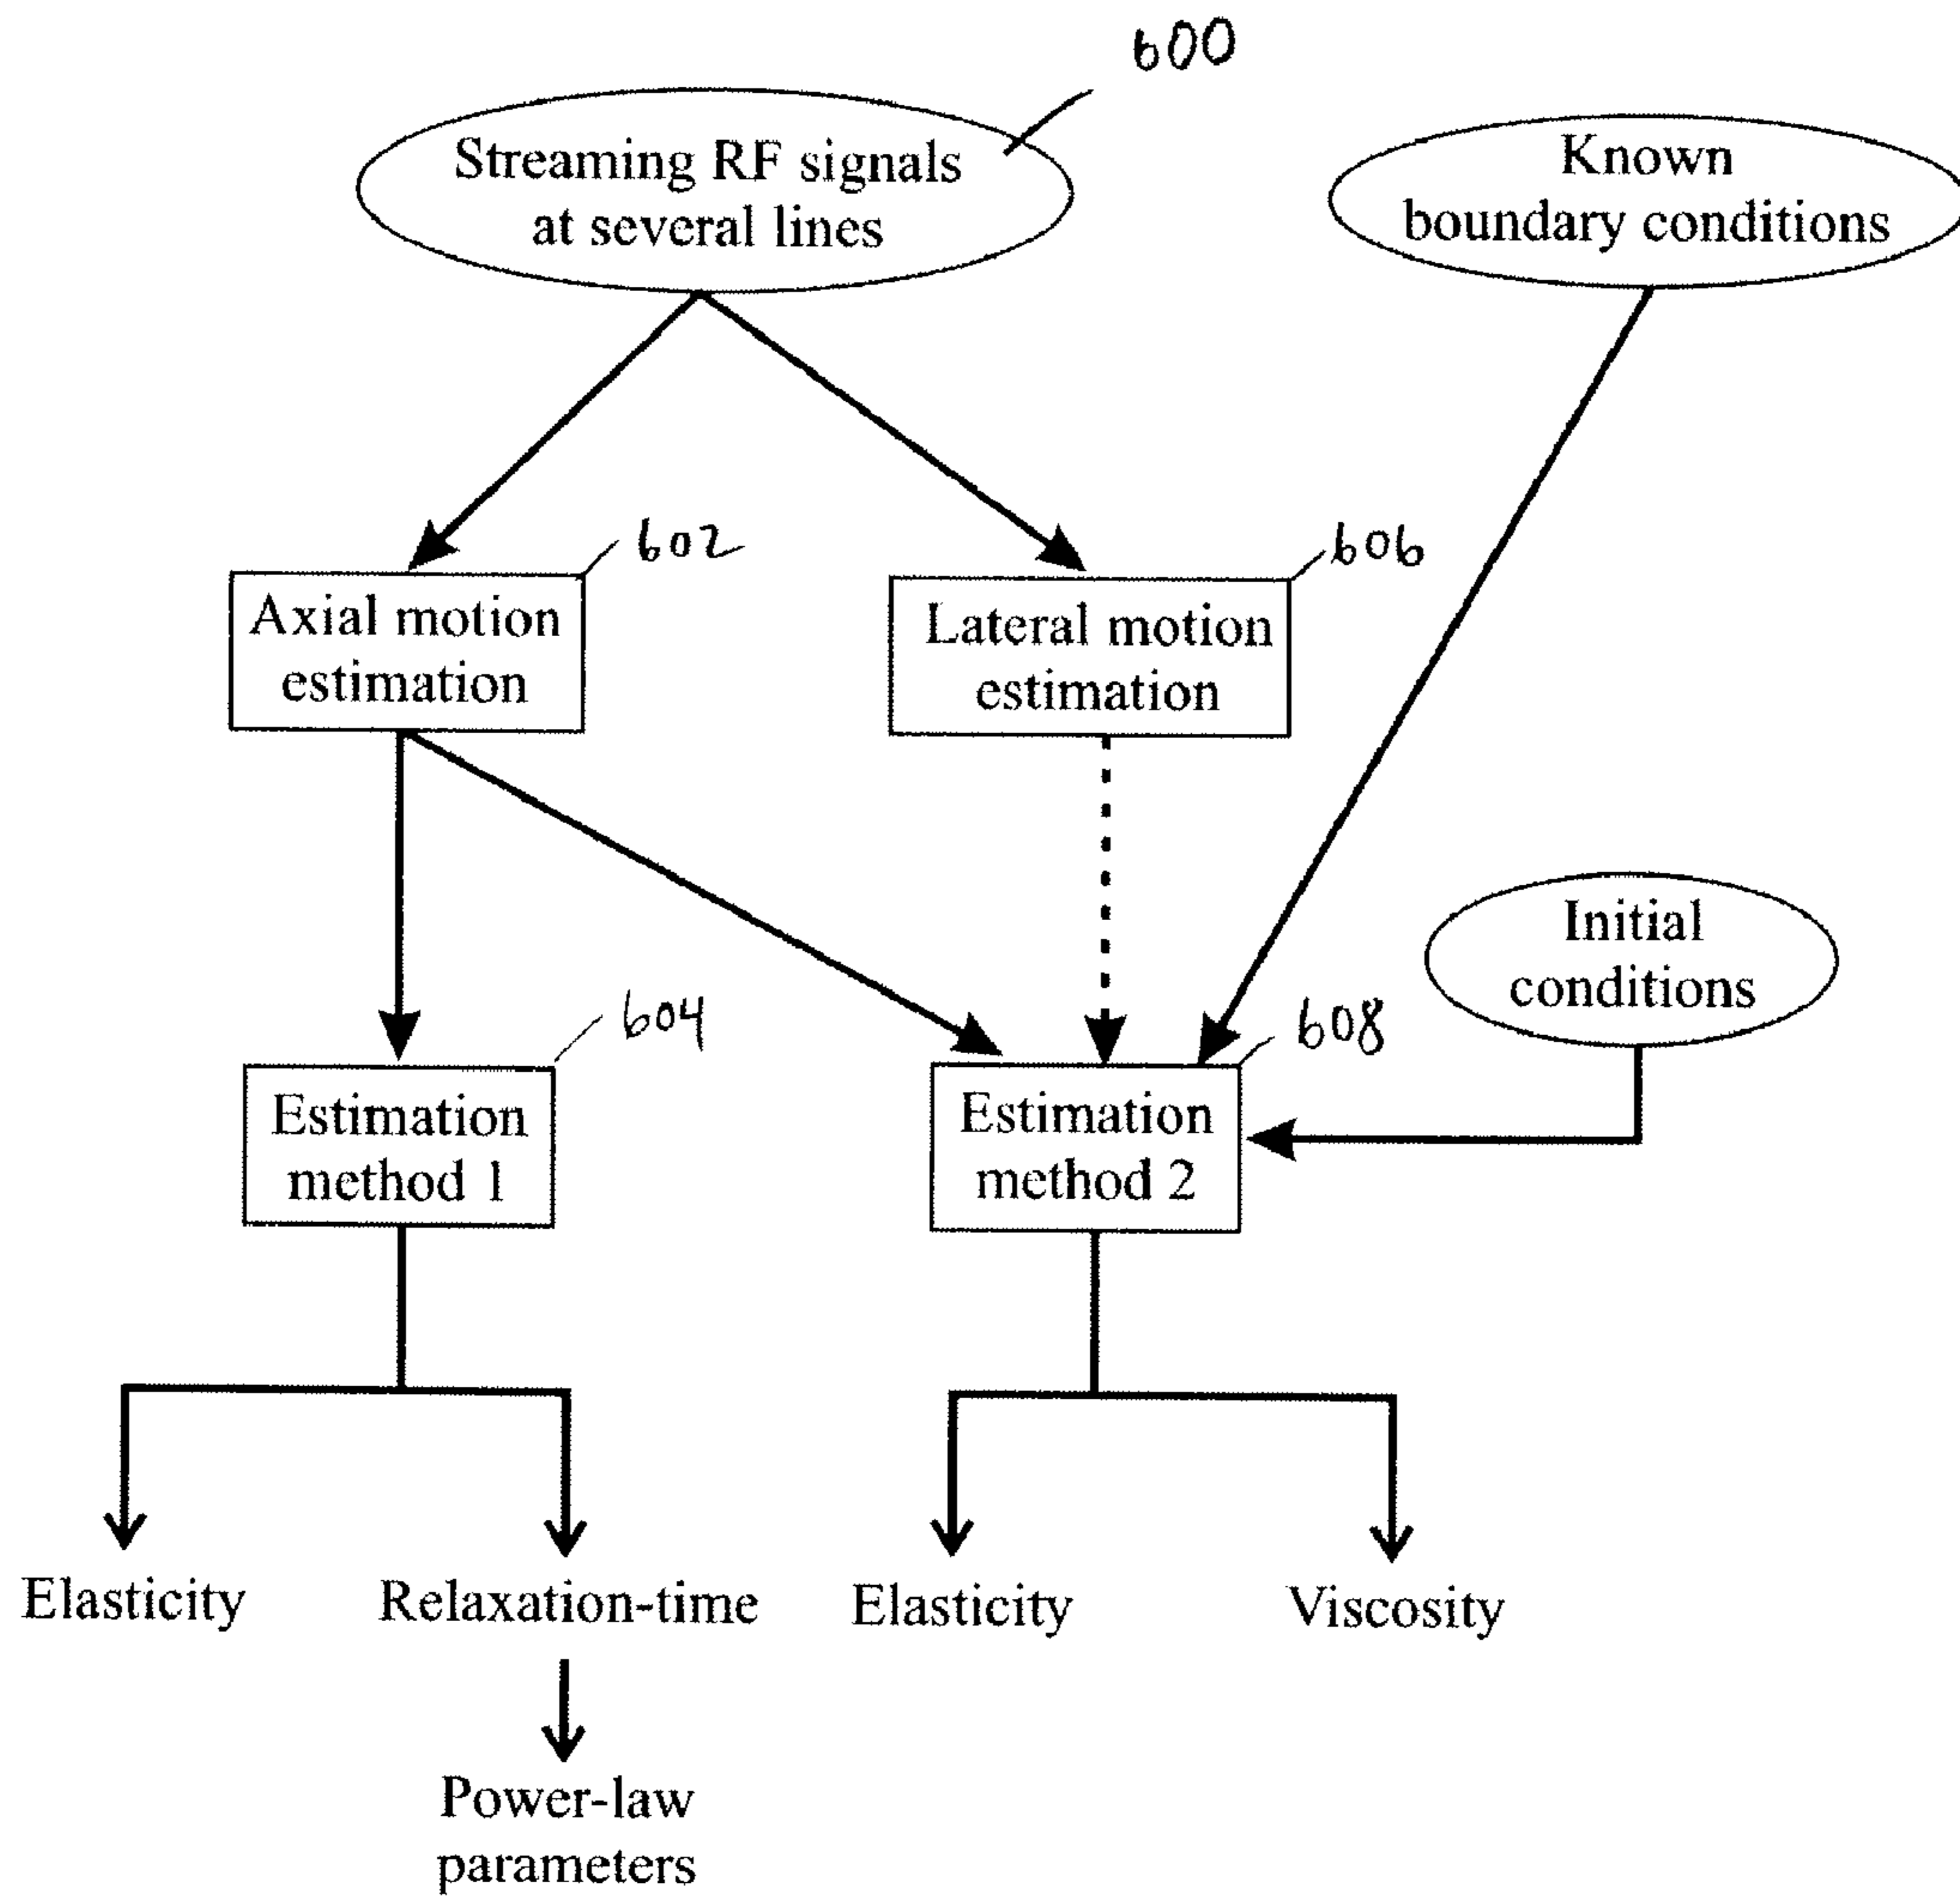 600
Streaming RF signals
at several lines
Known
boundary conditions
602
606
Axial motion
estimation
Lateral motion
estimation
Initial
conditions
604
608
Estimation
method 1
Estimation
method 2
Elasticity
Relaxation-time
Elasticity
Viscosity
Power-law
parameters